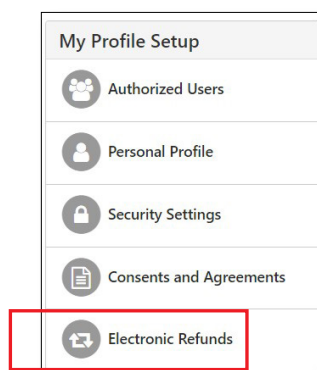 My Profile Setup
Authorized Users
Personal Profile
Security Settings
Consents and Agreements
Electronic Refunds